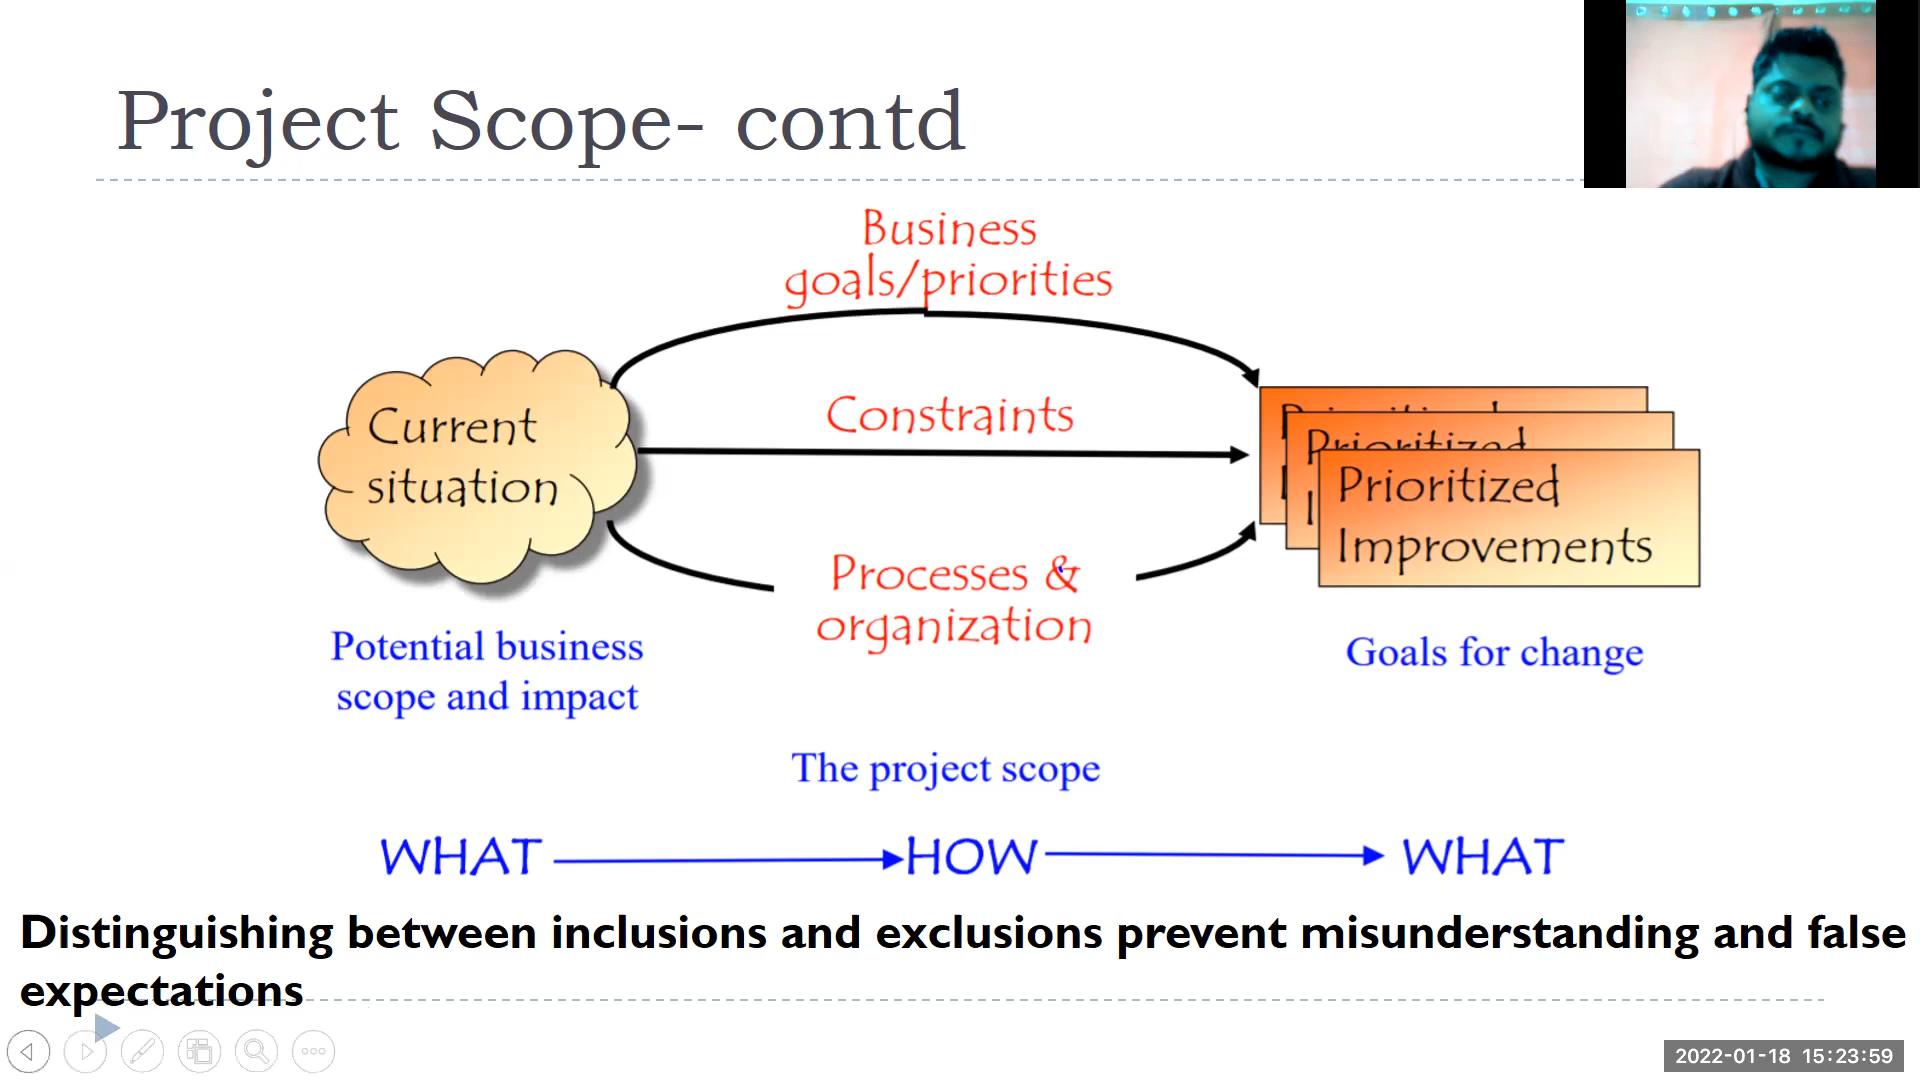 Project Scope- contd
Business
goals/priorities
Constraints
Current
situation
Prioritized
Prioritized
Prioritized
Improvements
Processes &
organization
Potential business
scope and impact
Goals for change
The project scope
WHAT HOW WHAT
Distinguishing between inclusions and exclusions prevent misunderstanding and false
expectations
2022-01-18 15:23:59